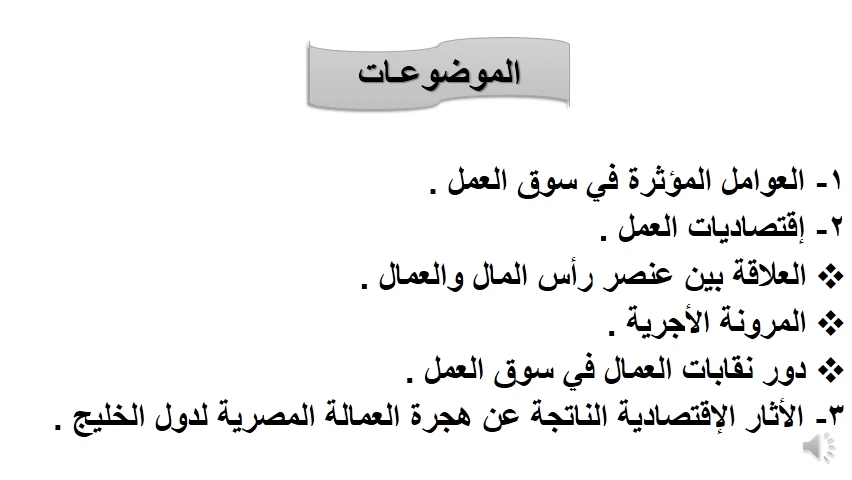 الموضوعـات
١- العوامل المؤثرة في سوق العمل .
٢- إقتصاديات العمل .
❖ العلاقة بين عنصر رأس المال والعمال .
❖ المرونة الأجرية .
❖ دور نقابات العمال في سوق العمل .
٣- الأثار الإقتصادية الناتجة عن هجرة العمالة المصرية لدول الخليج .